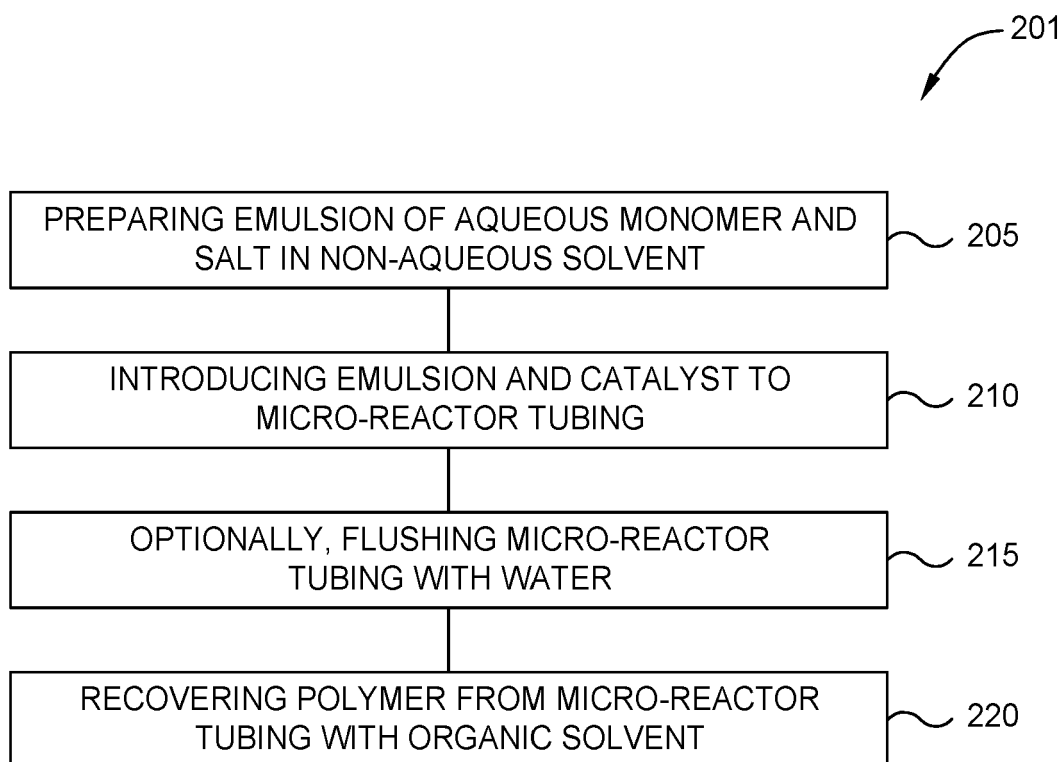 201
PREPARING EMULSION OF AQUEOUS MONOMER AND
SALT IN NON-AQUEOUS SOLVENT
205
INTRODUCING EMULSION AND CATALYST TO
MICRO-REACTOR TUBING
210
OPTIONALLY, FLUSHING MICRO-REACTOR
TUBING WITH WATER
215
RECOVERING POLYMER FROM MICRO-REACTOR
TUBING WITH ORGANIC SOLVENT
220